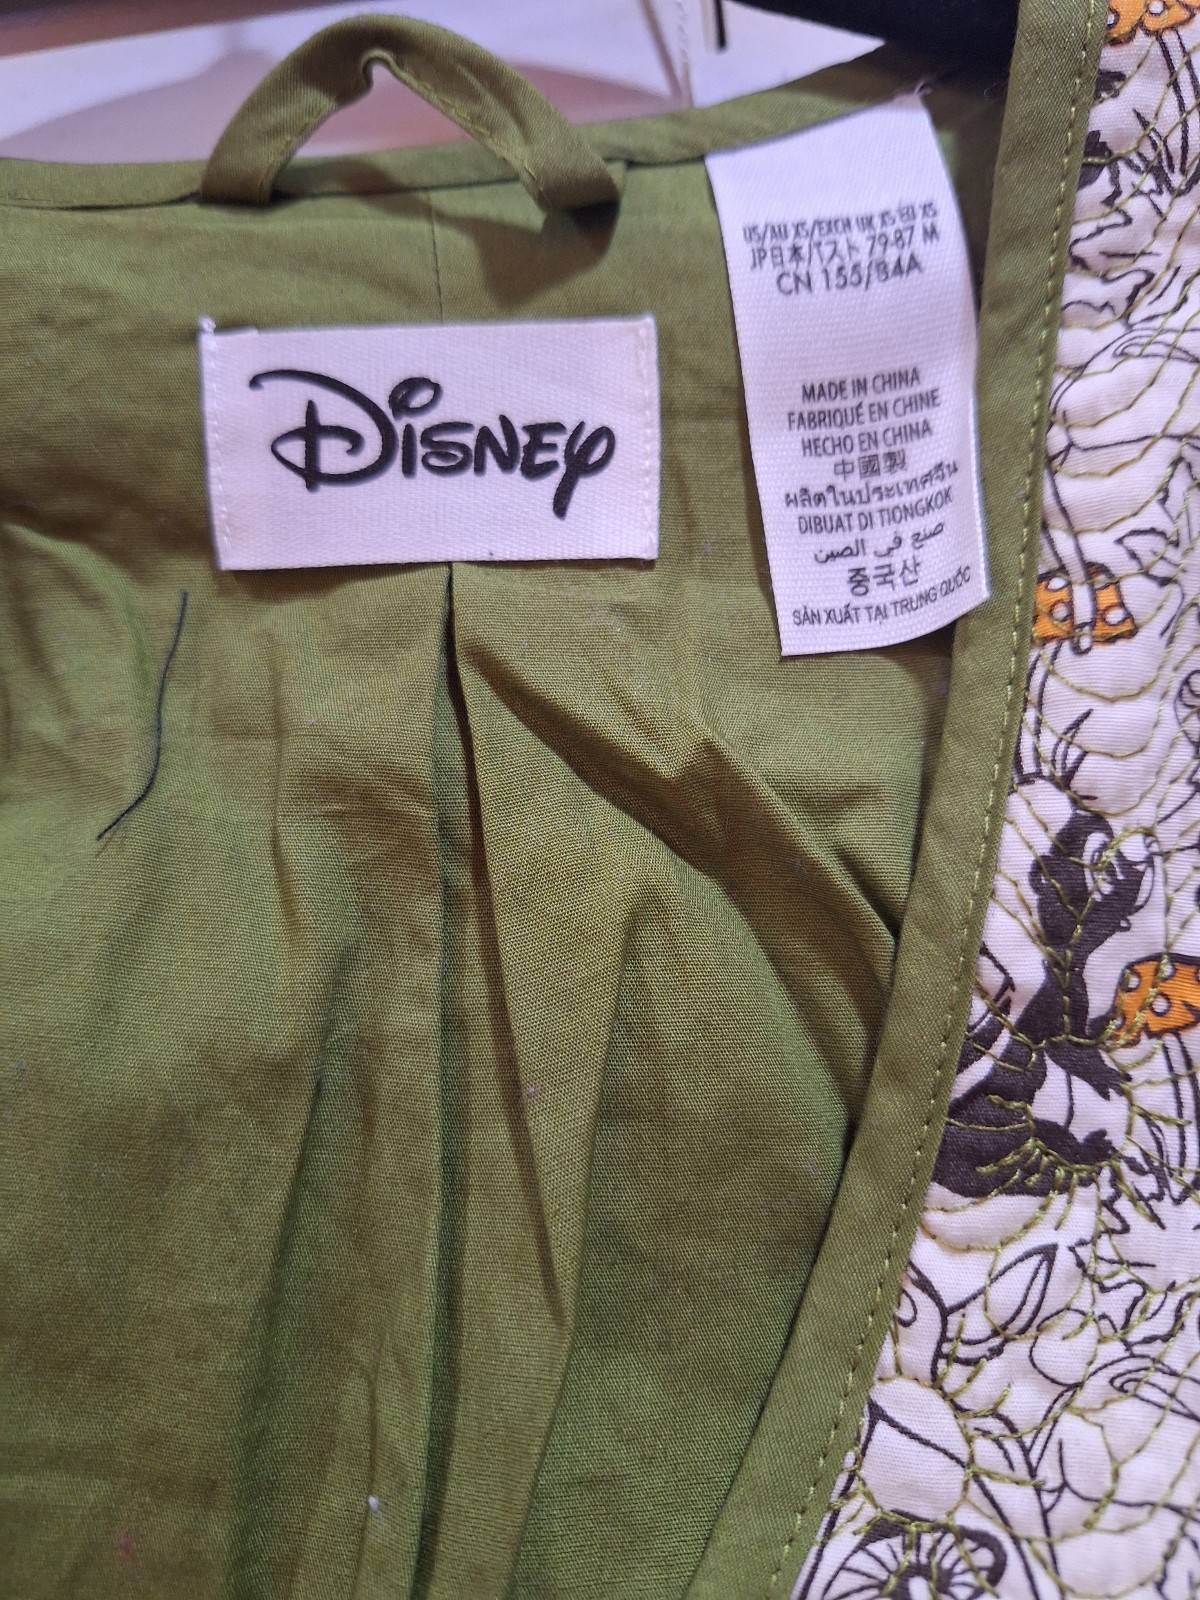 Disney
US/AU XS/EXCH UK XS EU XS
JP日本/バスト 79-87 M
CN 155/84A
MADE IN CHINA
FABRIQUÉ EN CHINE
HECHO EN CHINA
中國製
ผลิตในประเทศจีน
DIBUAT DI TIONGKOK
صنع في الصين
중국산
SẢN XUẤT TẠI TRUNG QUỐC